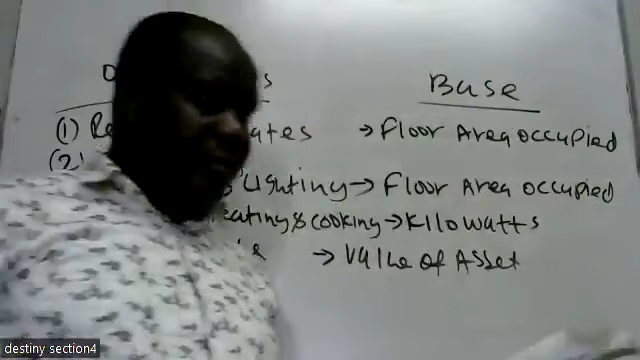 O s Base
(1) Re ates → Floor Area occupied
(2)
s' Lighting → Floor Area occupied
eating & cooking → Kilowatts
→ Value of Asset
destiny section4